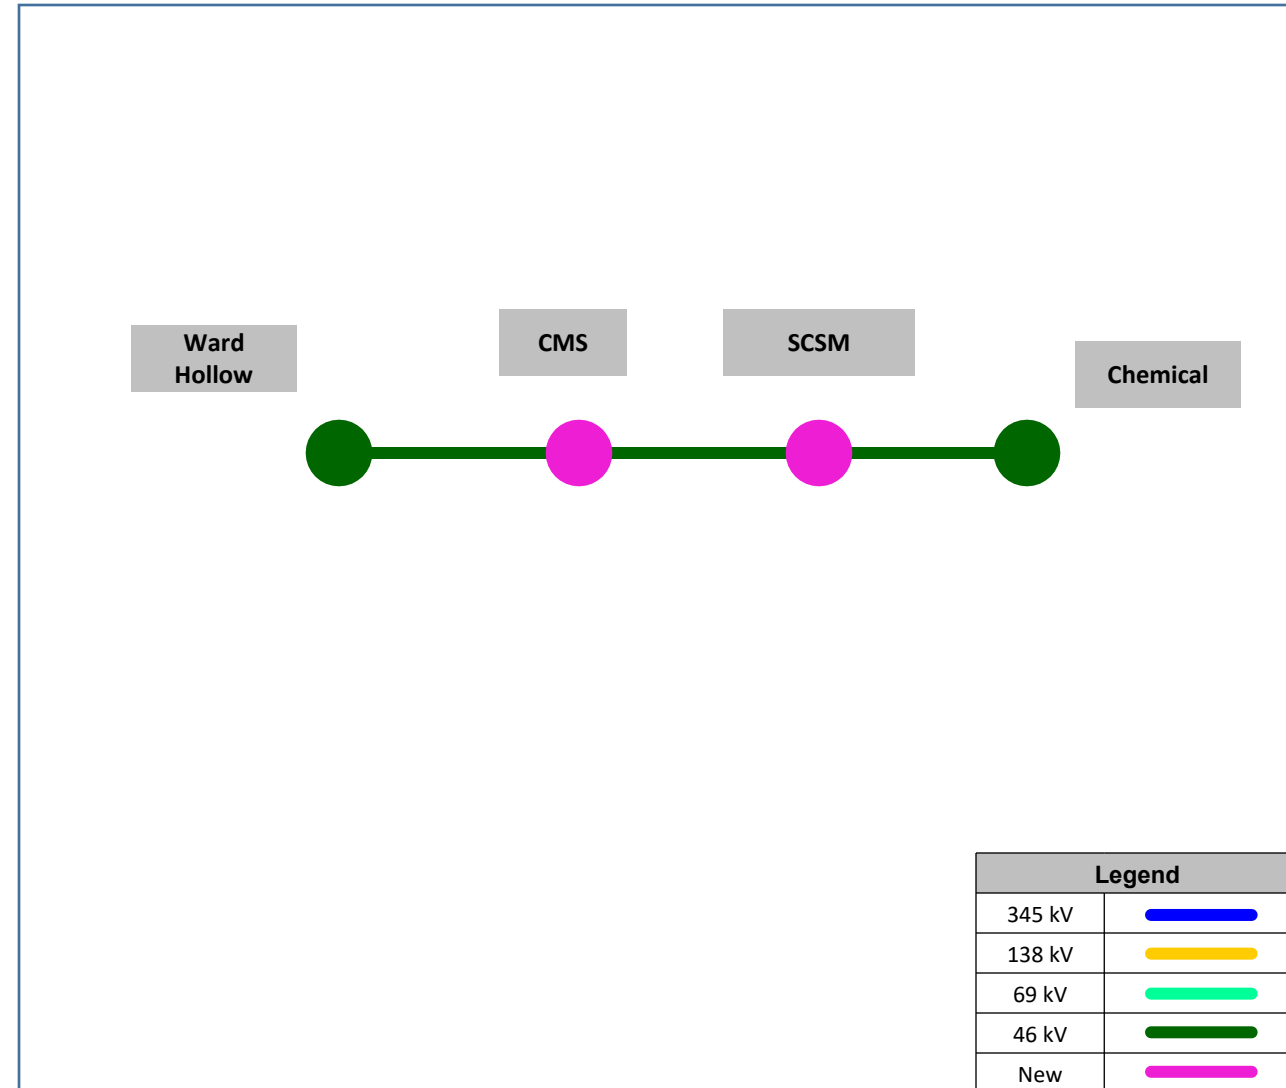 Ward
Hollow
CMS
SCSM
Chemical
Legend
345 kV
138 kV
69 kV
46 kV
New